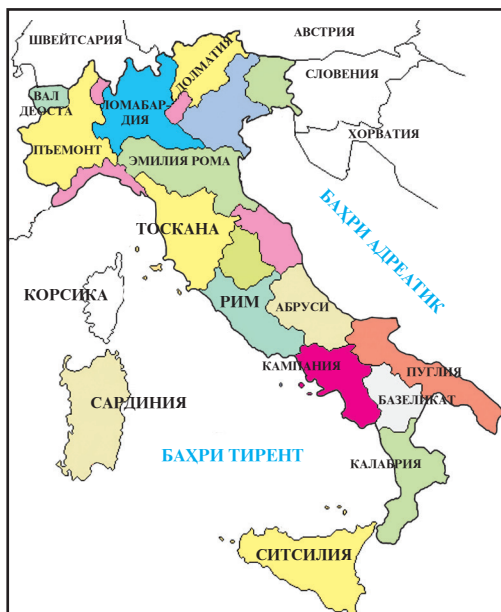 АВСТРИЯ
ШВЕЙТСАРИЯ
ДОЛМАТИЯ
СЛОВЕНИЯ
ВАЛ
ДЕОСТА
ЛОМАБАР-
ДИЯ
ХОРВАТИЯ
ПЪЕМОНТ
ЭМИЛИЯ РОМА
ТОСКАНА
БАҲРИ АДРЕАТИК
КОРСИКА
РИМ
АБРУСИ
КАМПАНИЯ
ПУГЛИЯ
САРДИНИЯ
БАЗЕЛИКАТ
БАҲРИ ТИРЕНТ
КАЛАБРИЯ
СИТСИЛИЯ